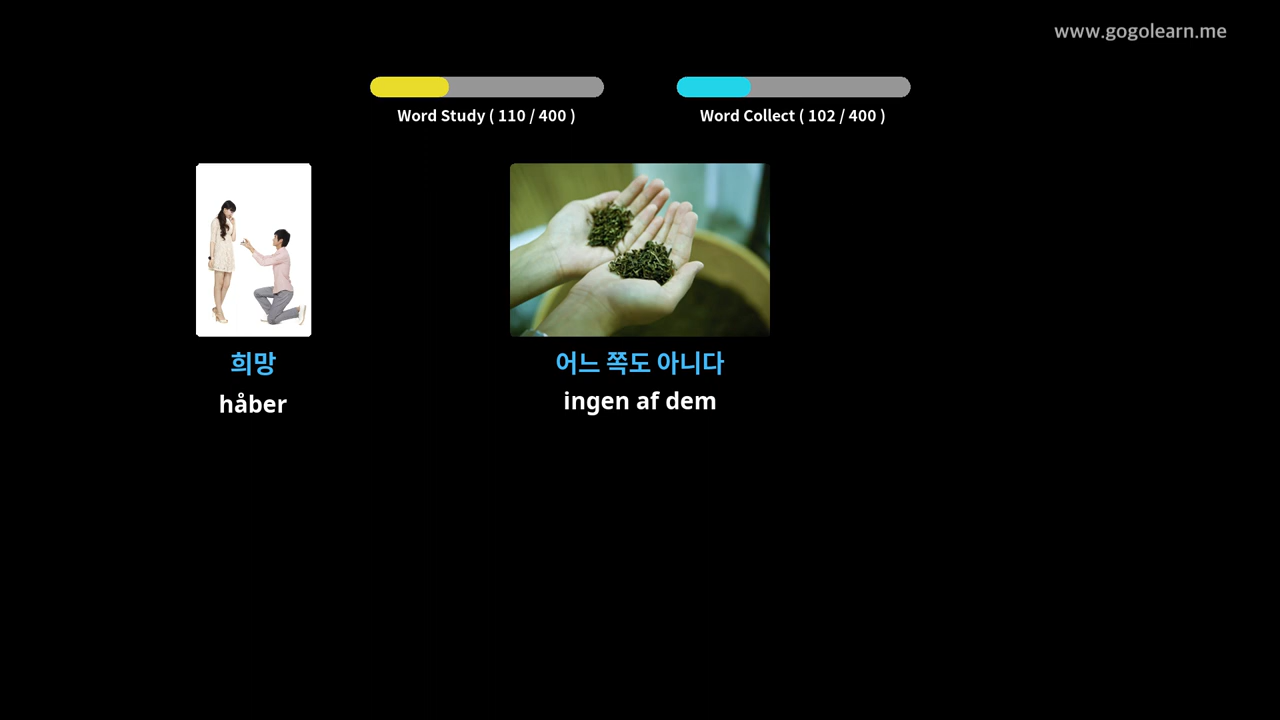 www.gogolearn.me
Word Study ( 110 / 400 )
Word Collect ( 102 / 400 )
희망
håber
어느 쪽도 아니다
ingen af dem